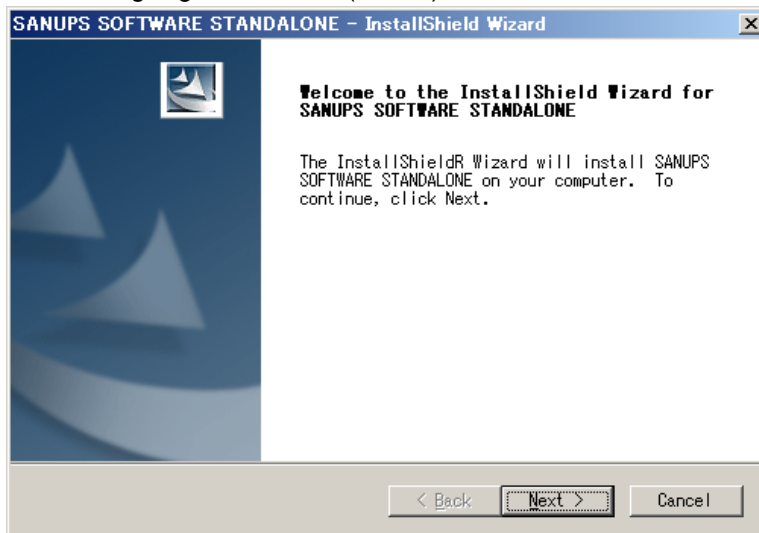 SANUPS SOFTWARE STANDALONE - InstallShield Wizard
Welcome to the InstallShield Wizard for
SANUPS SOFTWARE STANDALONE
The InstallShieldR Wizard will install SANUPS
SOFTWARE STANDALONE on your computer. To
continue, click Next.
< Back Next > Cancel